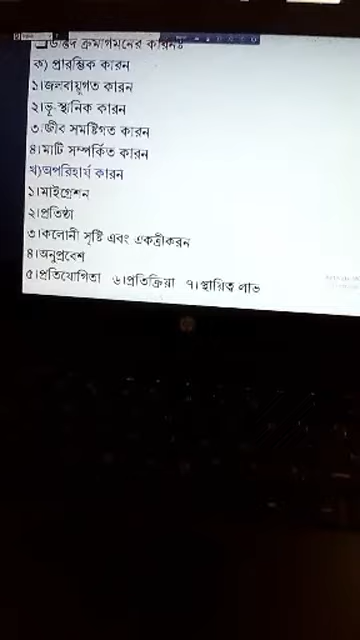 উদ্ভিদ ক্রমাগমনের কারনঃ
ক) প্রারম্ভিক কারন
১।জলবায়ুগত কারন
২।ভূ-স্থানিক কারন
৩.জীব সমষ্টিগত কারন
৪।মাটি সম্পর্কিত কারন
খ)অপরিহার্য কারন
১।মাইগ্রেশন
২।প্রতিষ্ঠা
৩।কলোনী সৃষ্টি এবং একত্রীকরন
৪।অনুপ্রবেশ
৫।প্রতিযোগিতা ৬।প্রতিক্রিয়া ৭।স্থায়িত্ব লাভ